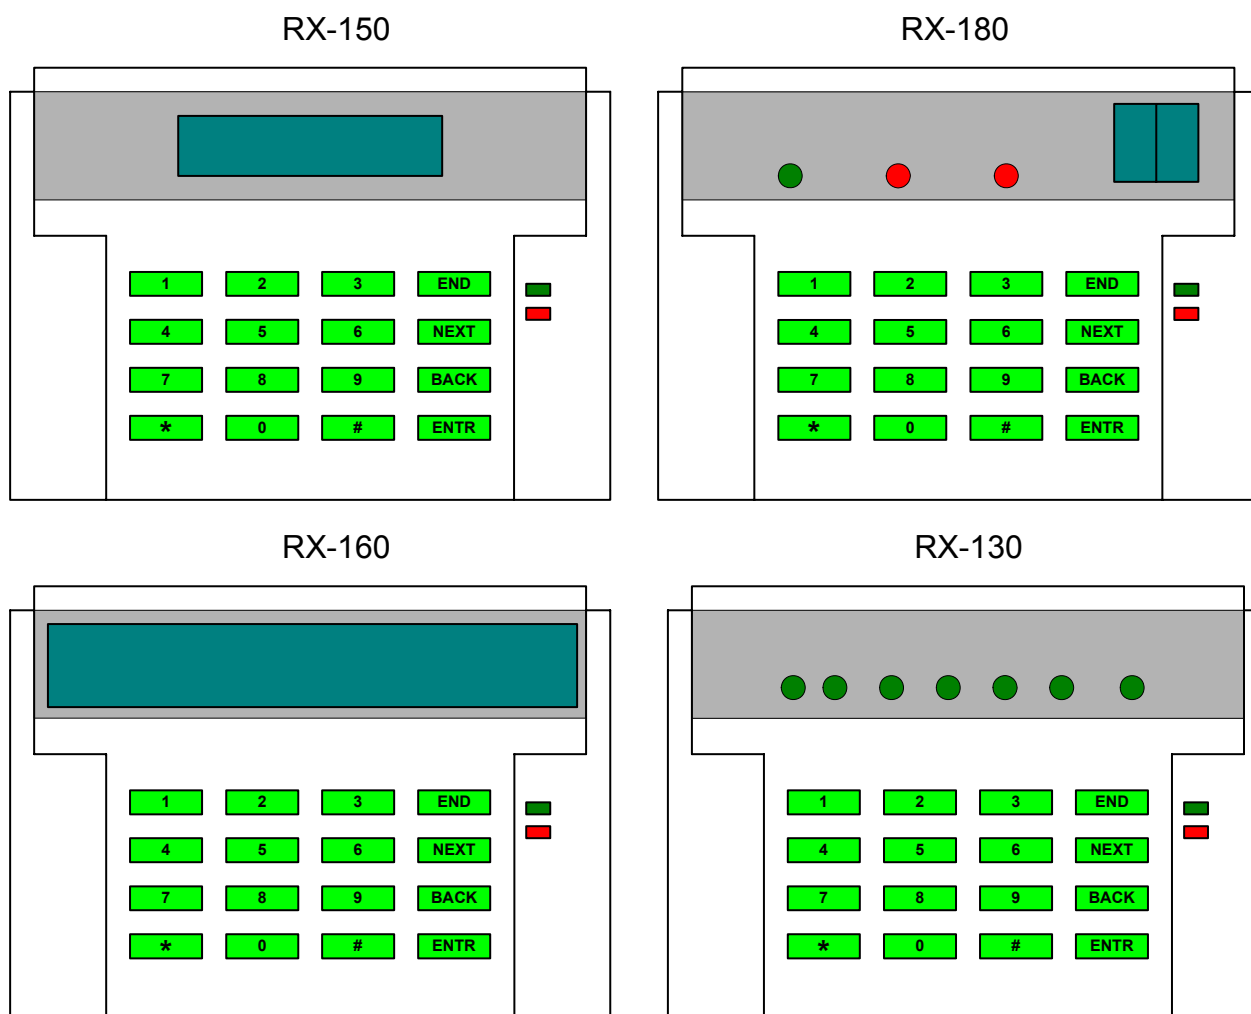 RX-150
1 2 3 END
4 5 6 NEXT
7 8 9 BACK
* 0 # ENTR
RX-180
1 2 3 END
4 5 6 NEXT
7 8 9 BACK
* 0 # ENTR
RX-160
1 2 3 END
4 5 6 NEXT
7 8 9 BACK
* 0 # ENTR
RX-130
1 2 3 END
4 5 6 NEXT
7 8 9 BACK
* 0 # ENTR